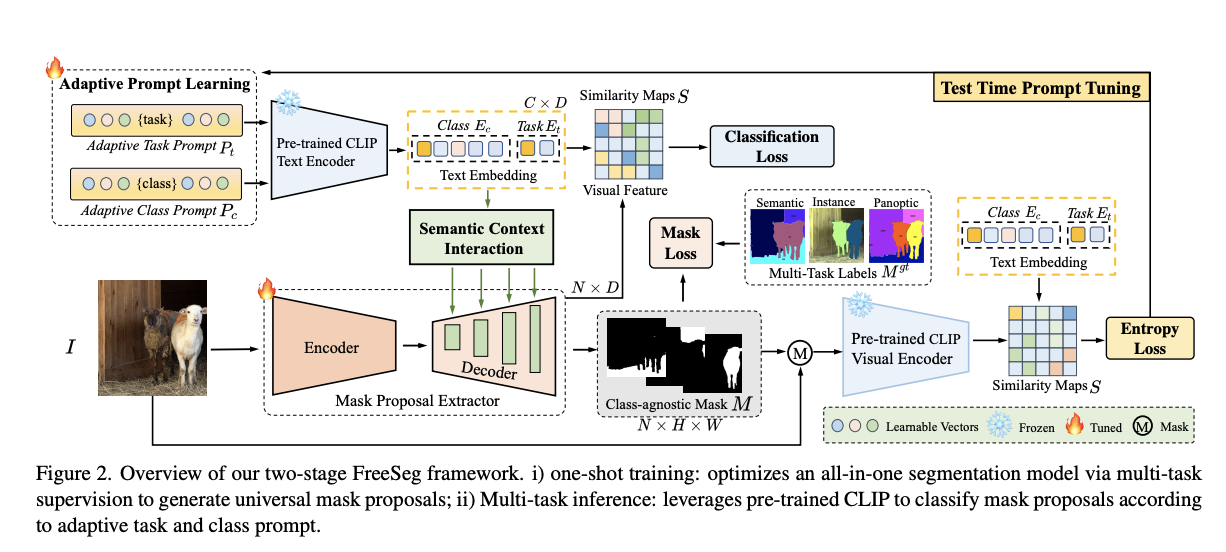 Adaptive Prompt Learning
{task}
Adaptive Task Prompt P_t
{class}
Adaptive Class Prompt P_c
Pre-trained CLIP
Text Encoder
C × D
Class E_c
Task E_t
Text Embedding
Similarity Maps S
Visual Feature
Classification
Loss
Test Time Prompt Tuning
Semantic Context
Interaction
Mask
Loss
Semantic
Instance
Panoptic
Multi-Task Labels M^gt
Class E_c
Task E_t
Text Embedding
N × D
I
Encoder
Decoder
Mask Proposal Extractor
Class-agnostic Mask M
N × H × W
M
Pre-trained CLIP
Visual Encoder
Similarity Maps S
Entropy
Loss
Learnable Vectors
Frozen
Tuned
M
Mask
Figure 2. Overview of our two-stage FreeSeg framework. i) one-shot training: optimizes an all-in-one segmentation model via multi-task
supervision to generate universal mask proposals; ii) Multi-task inference: leverages pre-trained CLIP to classify mask proposals according
to adaptive task and class prompt.